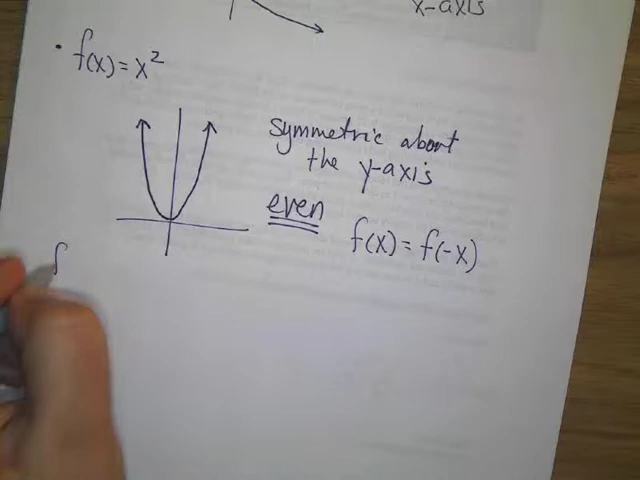 x-axis
• f(x) = x²
symmetric about
the y-axis
even
f(x) = f(-x)
f